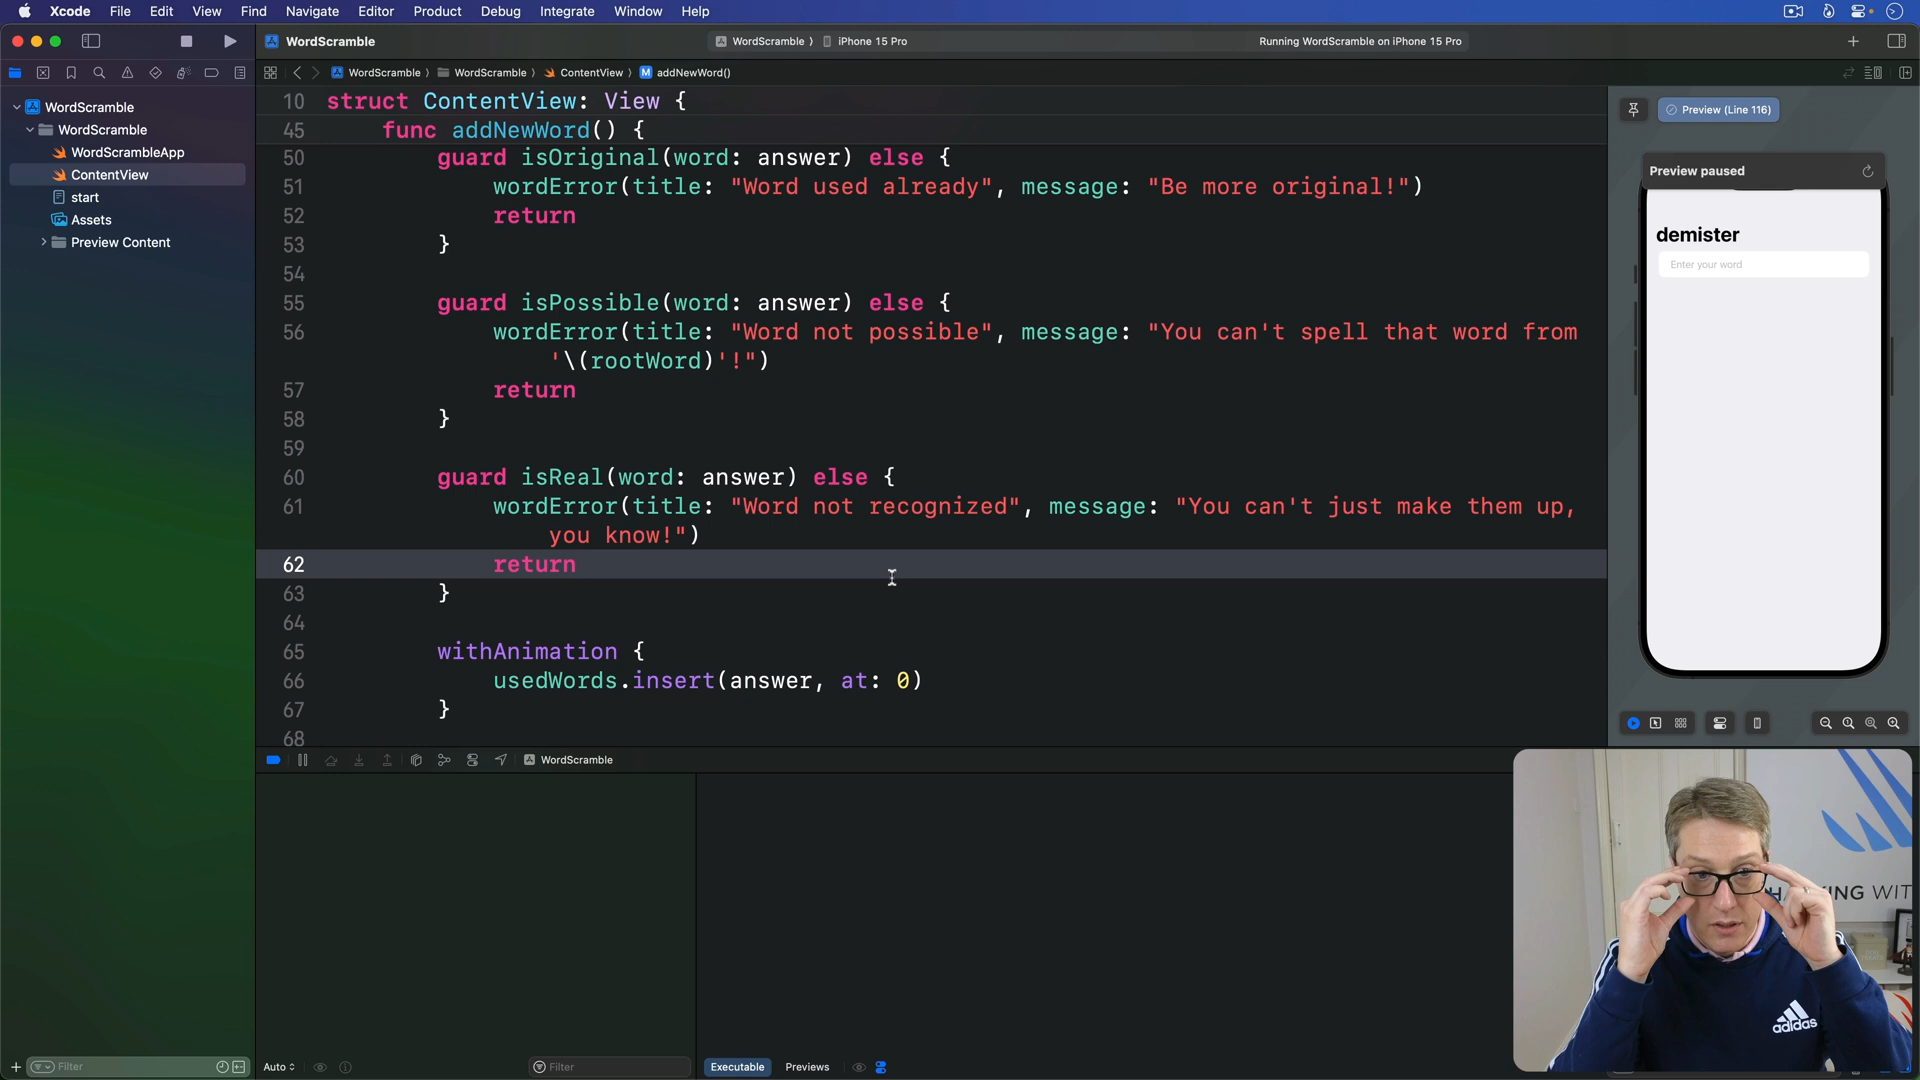 Xcode File Edit View Find Navigate Editor Product Debug Integrate Window Help
WordScramble
WordScramble
iPhone 15 Pro
Running WordScramble on iPhone 15 Pro
WordScramble
WordScramble
ContentView
M addNewWord()
WordScramble
WordScramble
WordScrambleApp
ContentView
start
Assets
Preview Content
10 struct ContentView: View {
45 func addNewWord() {
50 guard isOriginal(word: answer) else {
51 wordError(title: "Word used already", message: "Be more original!")
52 return
53 }
54
55 guard isPossible(word: answer) else {
56 wordError(title: "Word not possible", message: "You can't spell that word from
'\(rootWord)'!")
57 return
58 }
59
60 guard isReal(word: answer) else {
61 wordError(title: "Word not recognized", message: "You can't just make them up,
you know!")
62 return
63 }
64
65 withAnimation {
66 usedWords.insert(answer, at: 0)
67 }
68
Preview (Line 116)
Preview paused
demister
Enter your word
WordScramble
HACKING WIT
adidas
Filter
Auto
Filter
Executable
Previews